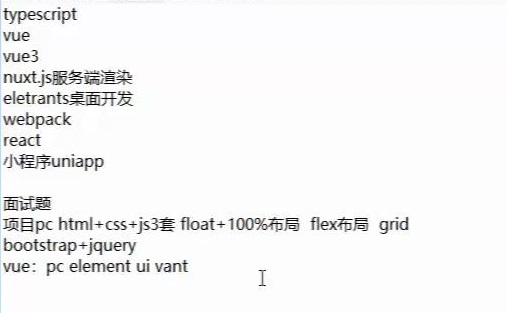 typescript
vue
vue3
nuxt.js服务端渲染
eletrants桌面开发
webpack
react
小程序uniapp
面试题
项目pc html+css+js3套 float+100%布局 flex布局 grid
bootstrap+jquery
vue：pc element ui vant